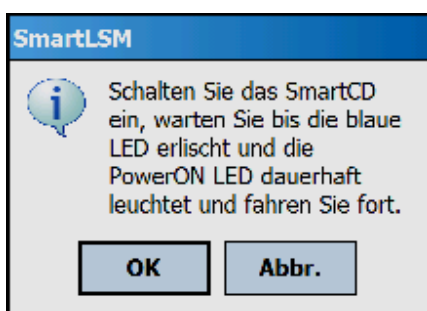 SmartLSM
Schalten Sie das SmartCD
ein, warten Sie bis die blaue
LED erlischt und die
PowerON LED dauerhaft
leuchtet und fahren Sie fort.
OK
Abbr.